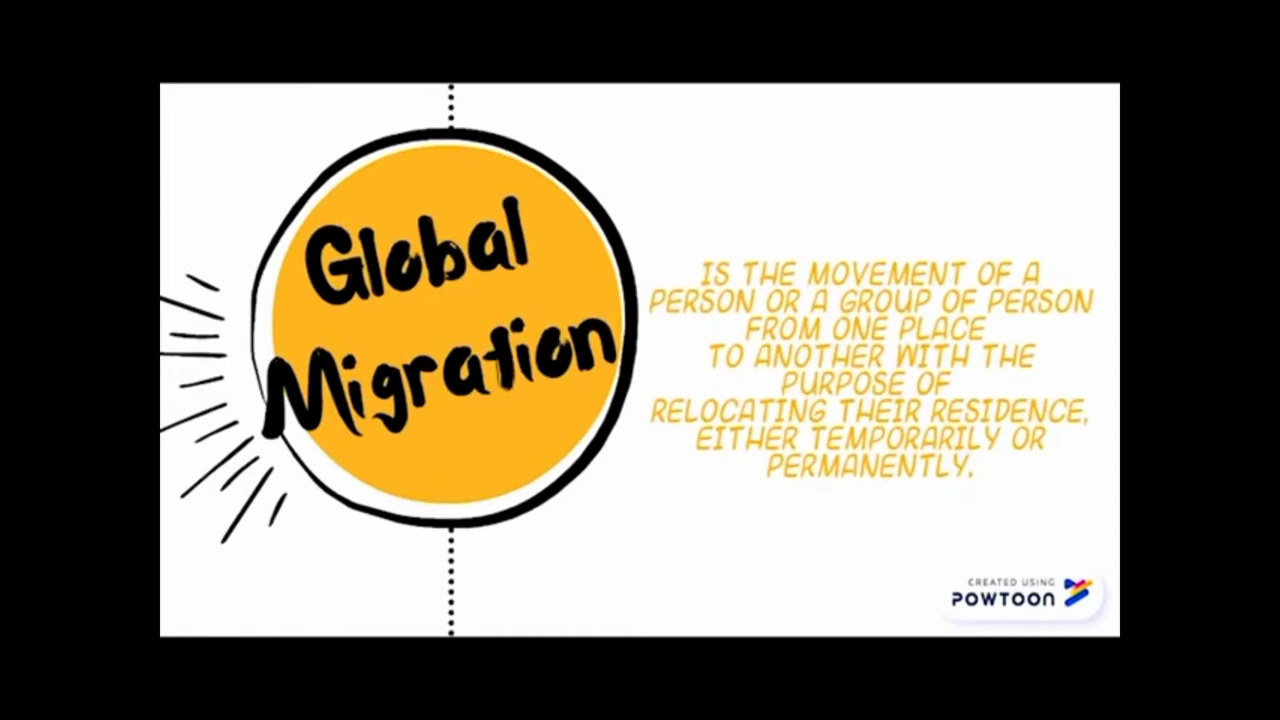 Global
Migration
IS THE MOVEMENT OF A
PERSON OR A GROUP OF PERSON
FROM ONE PLACE
TO ANOTHER WITH THE
PURPOSE OF
RELOCATING THEIR RESIDENCE,
EITHER TEMPORARILY OR
PERMANENTLY.
CREATED USING
POWTOON